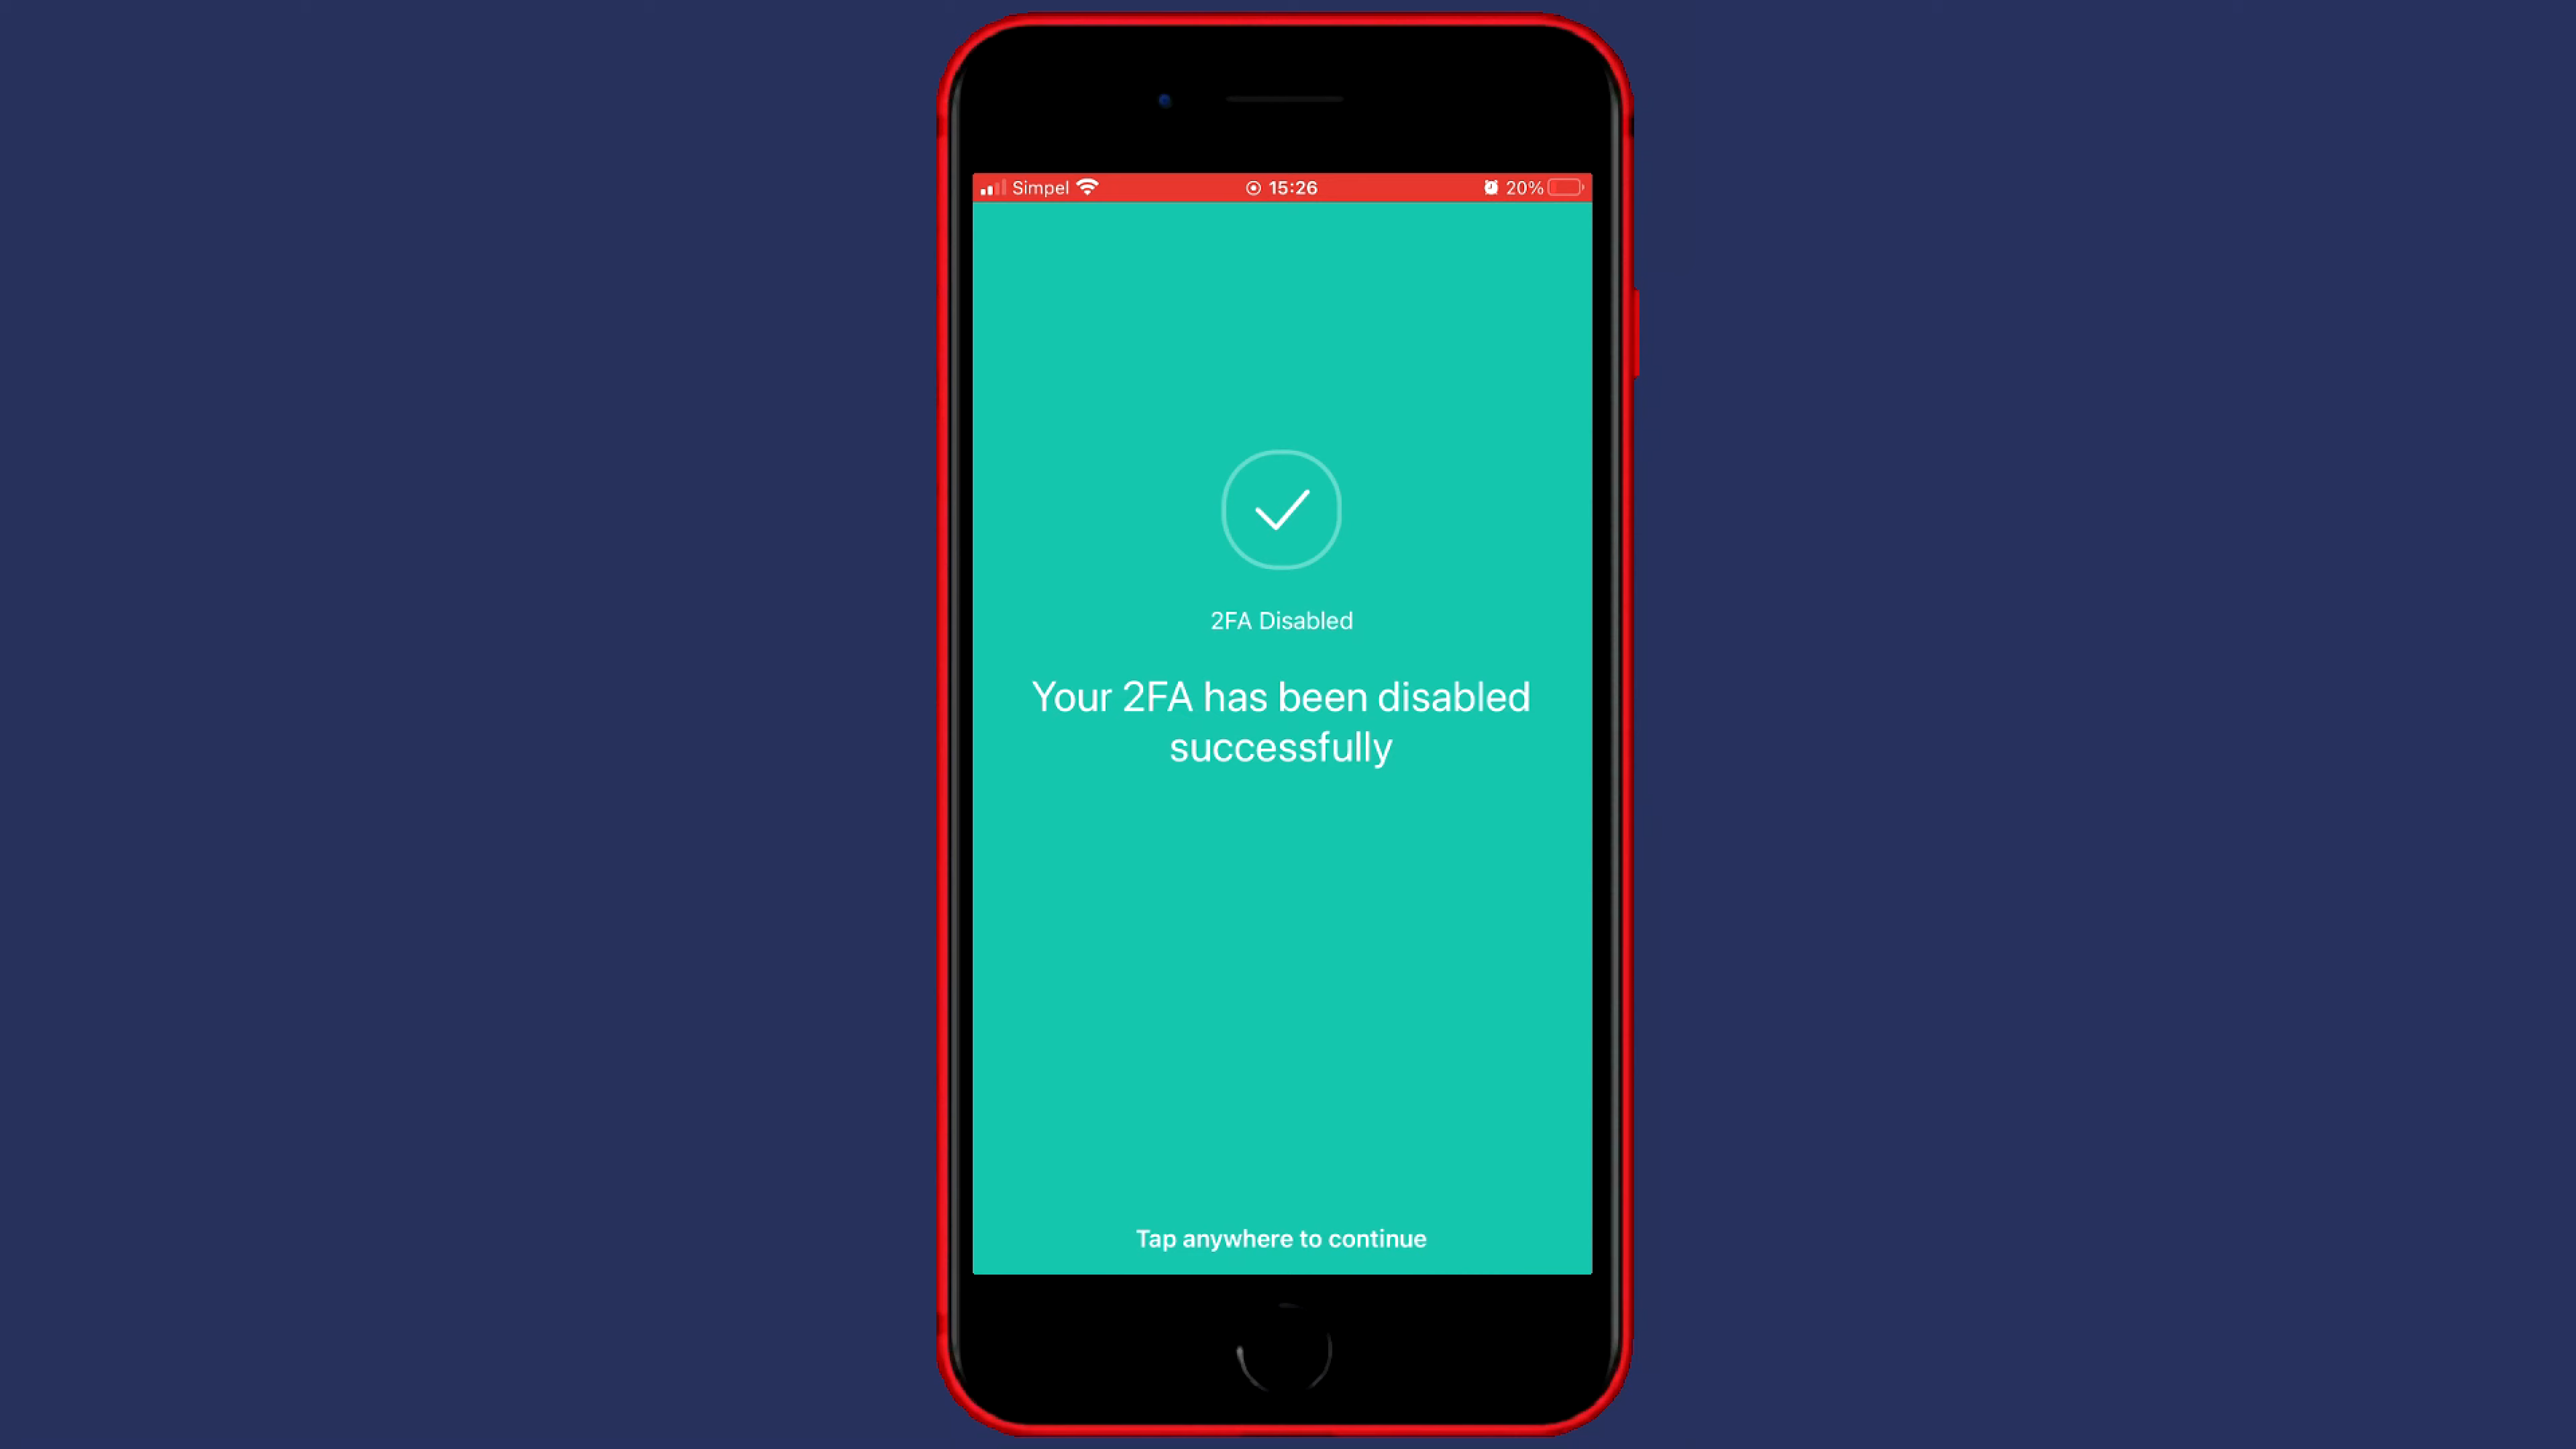 Simpel 15:26 20%
2FA Disabled
Your 2FA has been disabled
successfully
Tap anywhere to continue